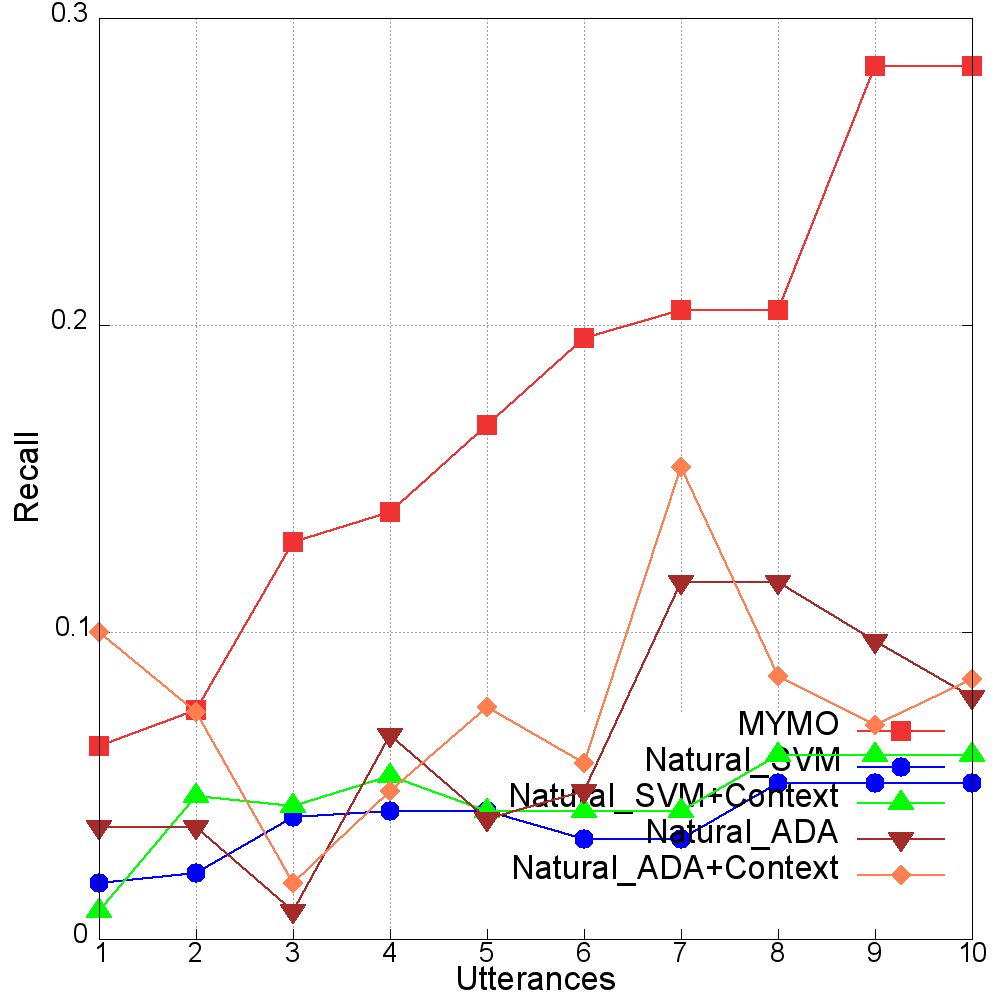 0.3
0.2
0.1
0
Recall
MYMO
Natural_SVM
Natural_SVM+Context
Natural_ADA
Natural_ADA+Context
1 2 3 4 5 6 7 8 9 10
Utterances